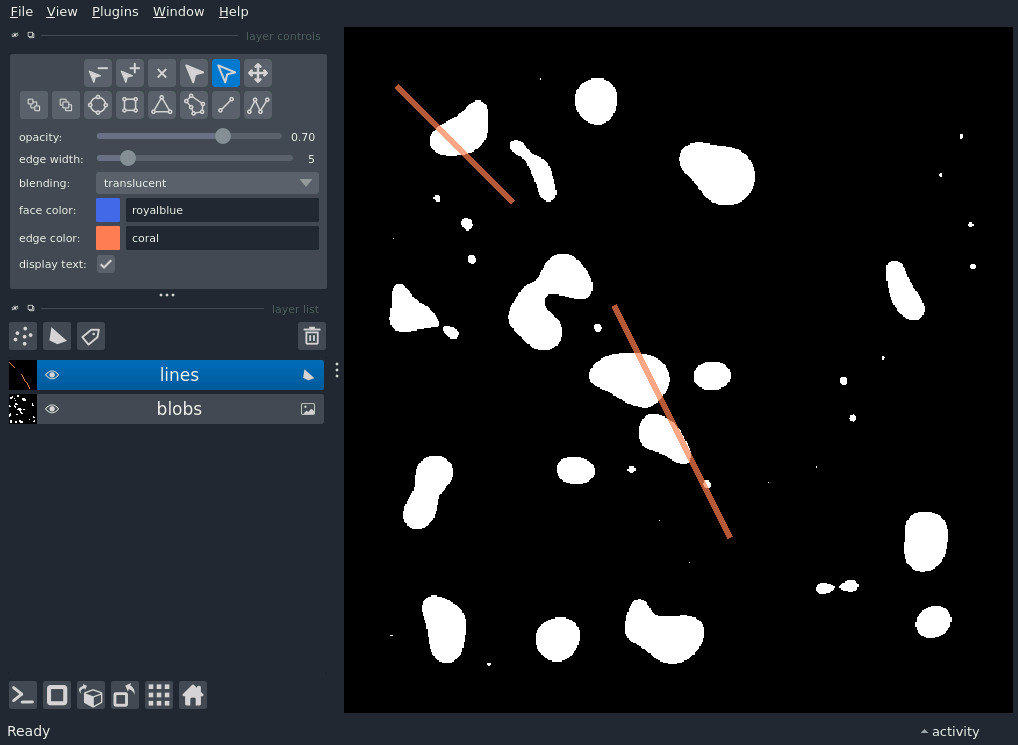 File View Plugins Window Help
layer controls
opacity: 0.70
edge width: 5
blending: translucent
face color: royalblue
edge color: coral
display text:
layer list
lines
blobs
Ready
activity